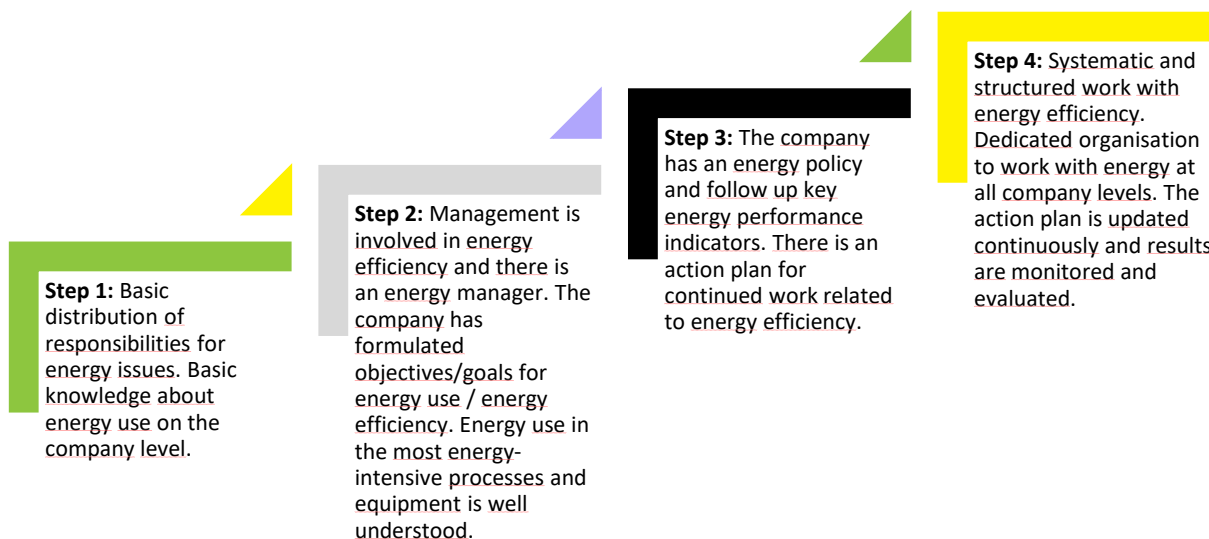 Step 1: Basic
distribution of
responsibilities for
energy issues. Basic
knowledge about
energy use on the
company level.
Step 2: Management is
involved in energy
efficiency and there is
an energy manager. The
company has
formulated
objectives/goals for
energy use / energy
efficiency. Energy use in
the most energy-
intensive processes and
equipment is well
understood.
Step 3: The company
has an energy policy
and follow up key
energy performance
indicators. There is an
action plan for
continued work related
to energy efficiency.
Step 4: Systematic and
structured work with
energy efficiency.
Dedicated organisation
to work with energy at
all company levels. The
action plan is updated
continuously and results
are monitored and
evaluated.